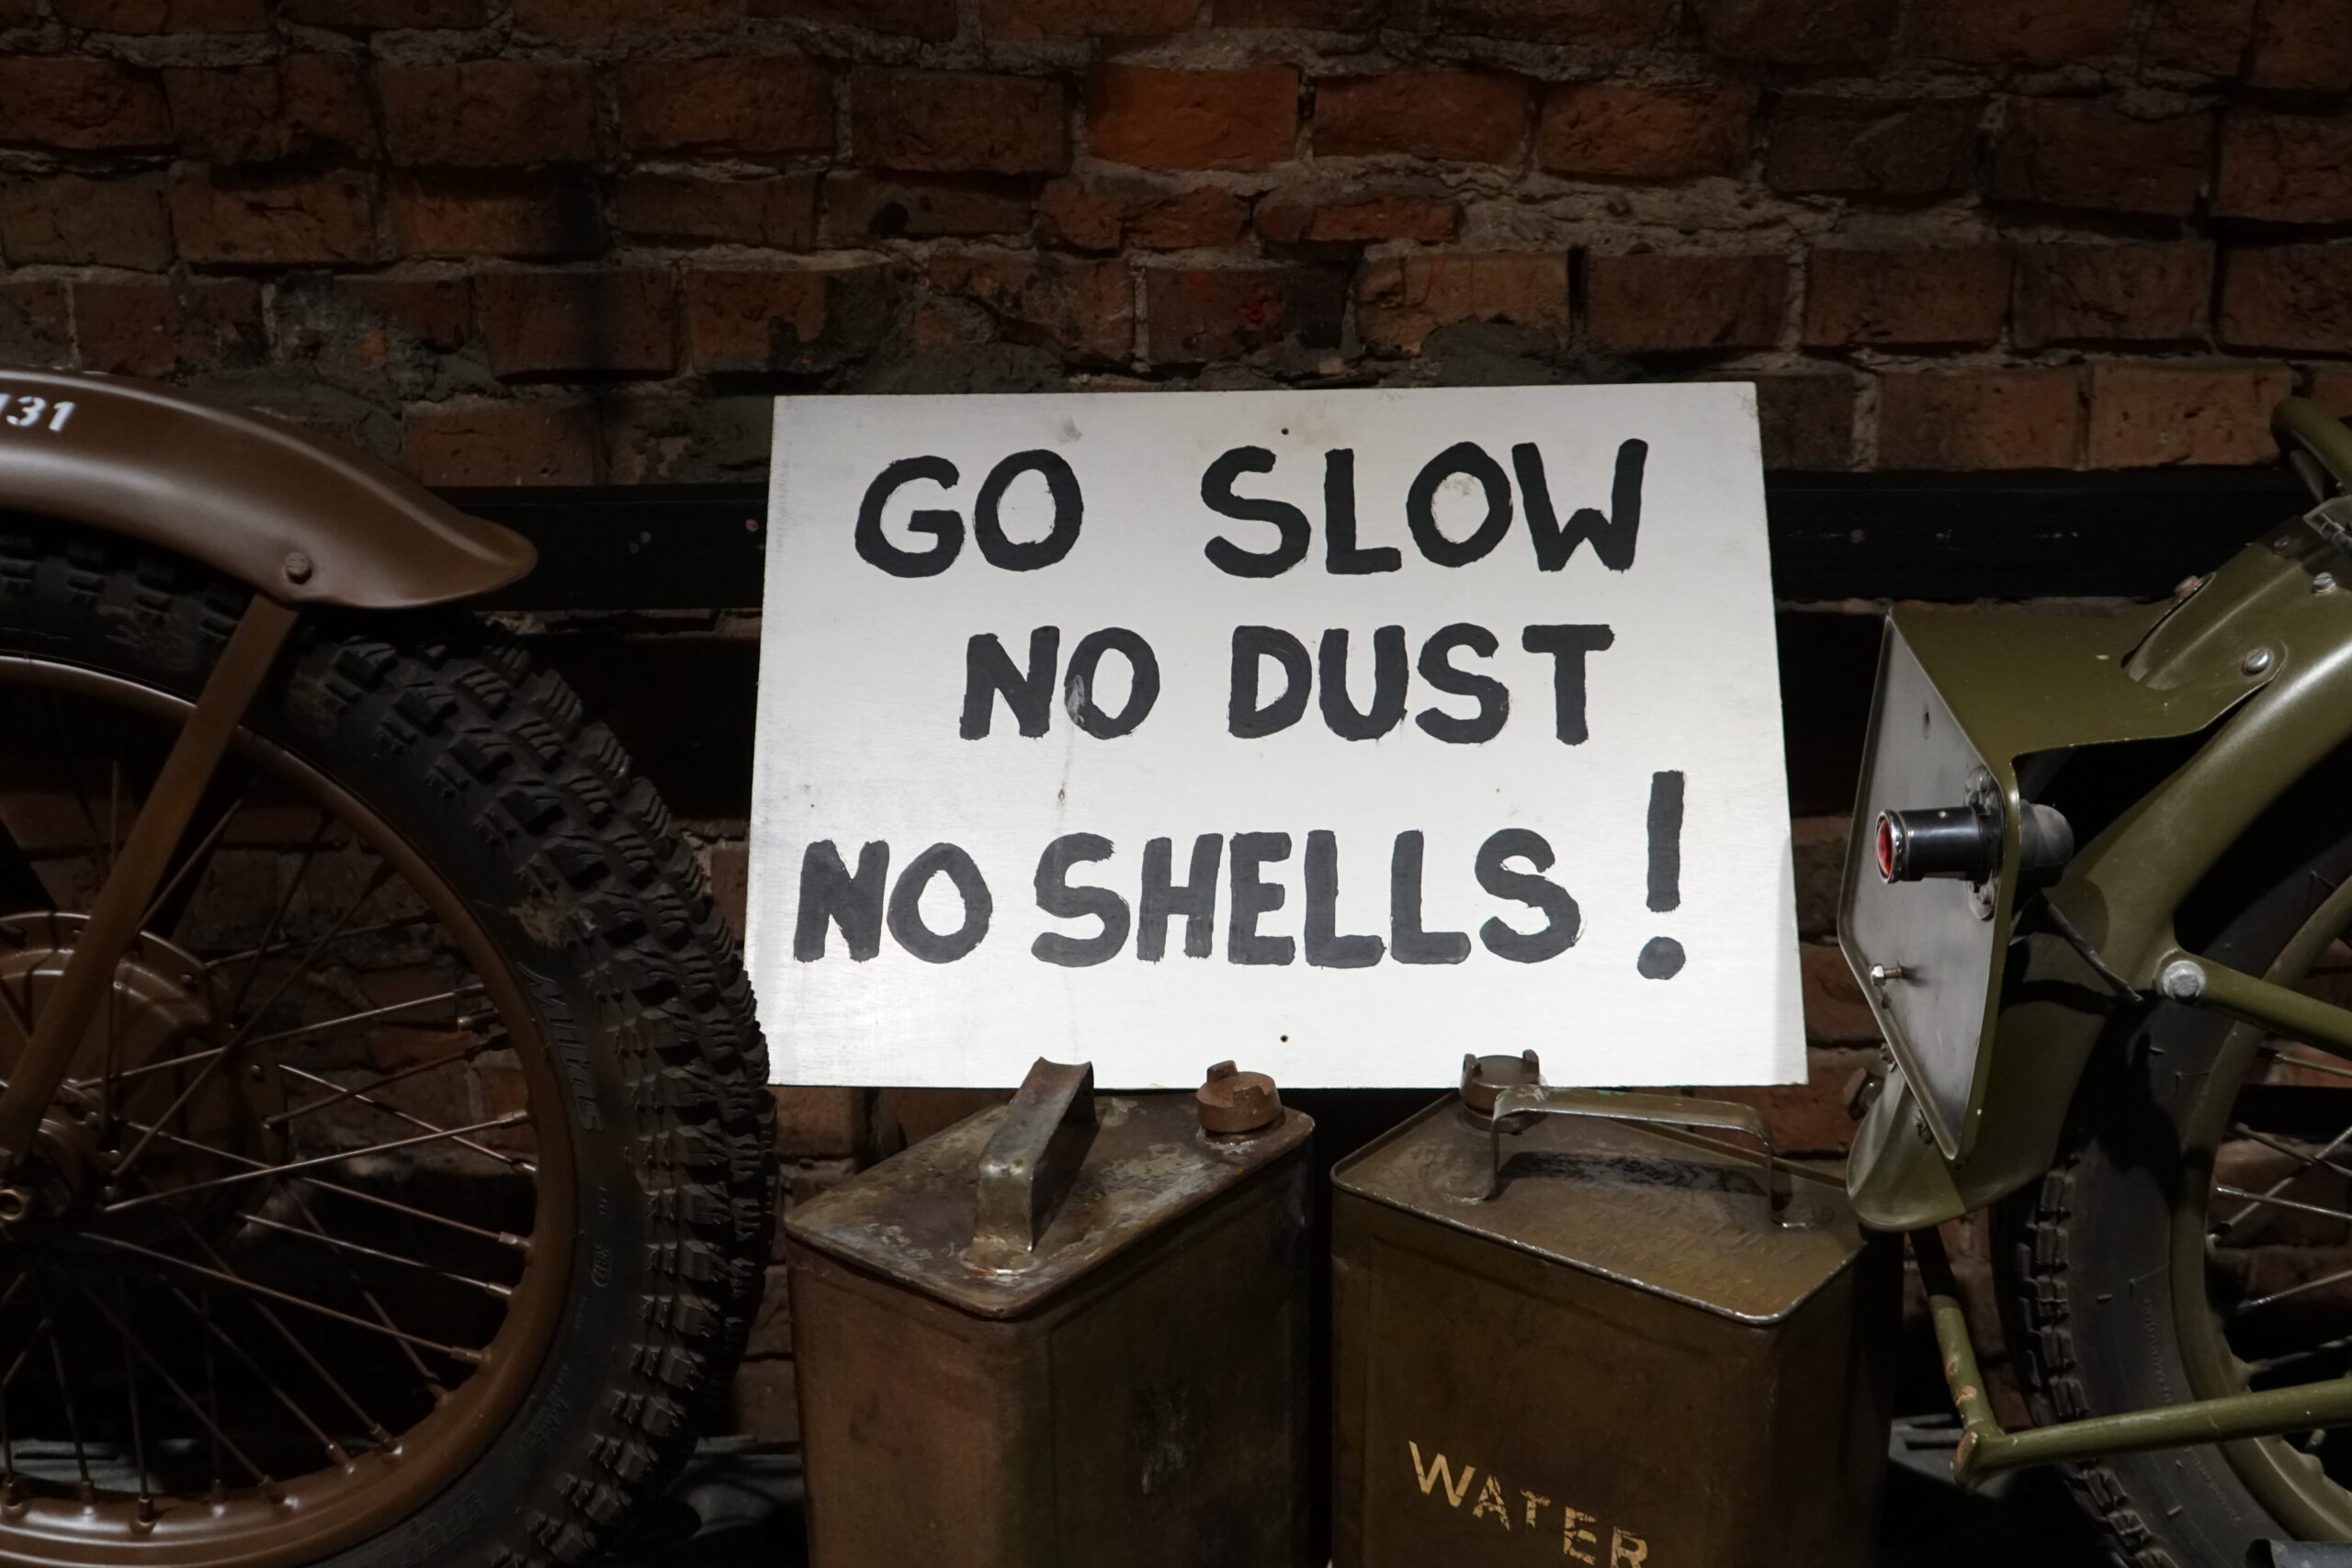 131
GO SLOW
NO DUST
NO SHELLS!
WATER